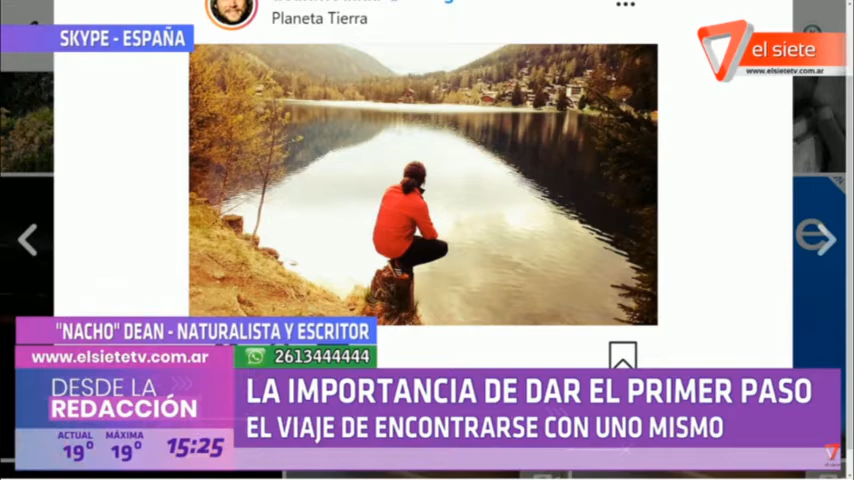 Planeta Tierra
SKYPE - ESPAÑA
el siete
www.elsietetv.com.ar
"NACHO" DEAN - NATURALISTA Y ESCRITOR
www.elsietetv.com.ar
2613444444
DESDE LA
REDACCIÓN
LA IMPORTANCIA DE DAR EL PRIMER PASO
EL VIAJE DE ENCONTRARSE CON UNO MISMO
ACTUAL
19º
MÁXIMA
19º
15:25